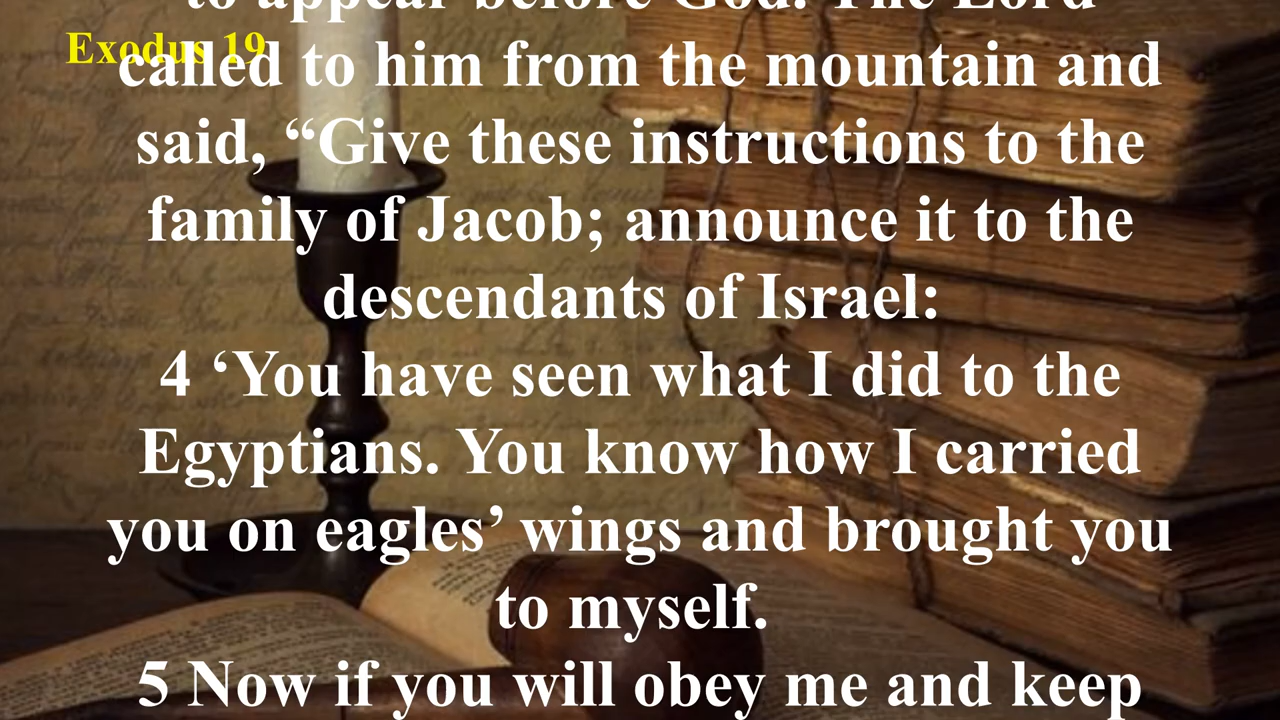 to appear before God. The Lord
Exodus 19
called to him from the mountain and
said, “Give these instructions to the
family of Jacob; announce it to the
descendants of Israel:
4 ‘You have seen what I did to the
Egyptians. You know how I carried
you on eagles’ wings and brought you
to myself.
5 Now if you will obey me and keep